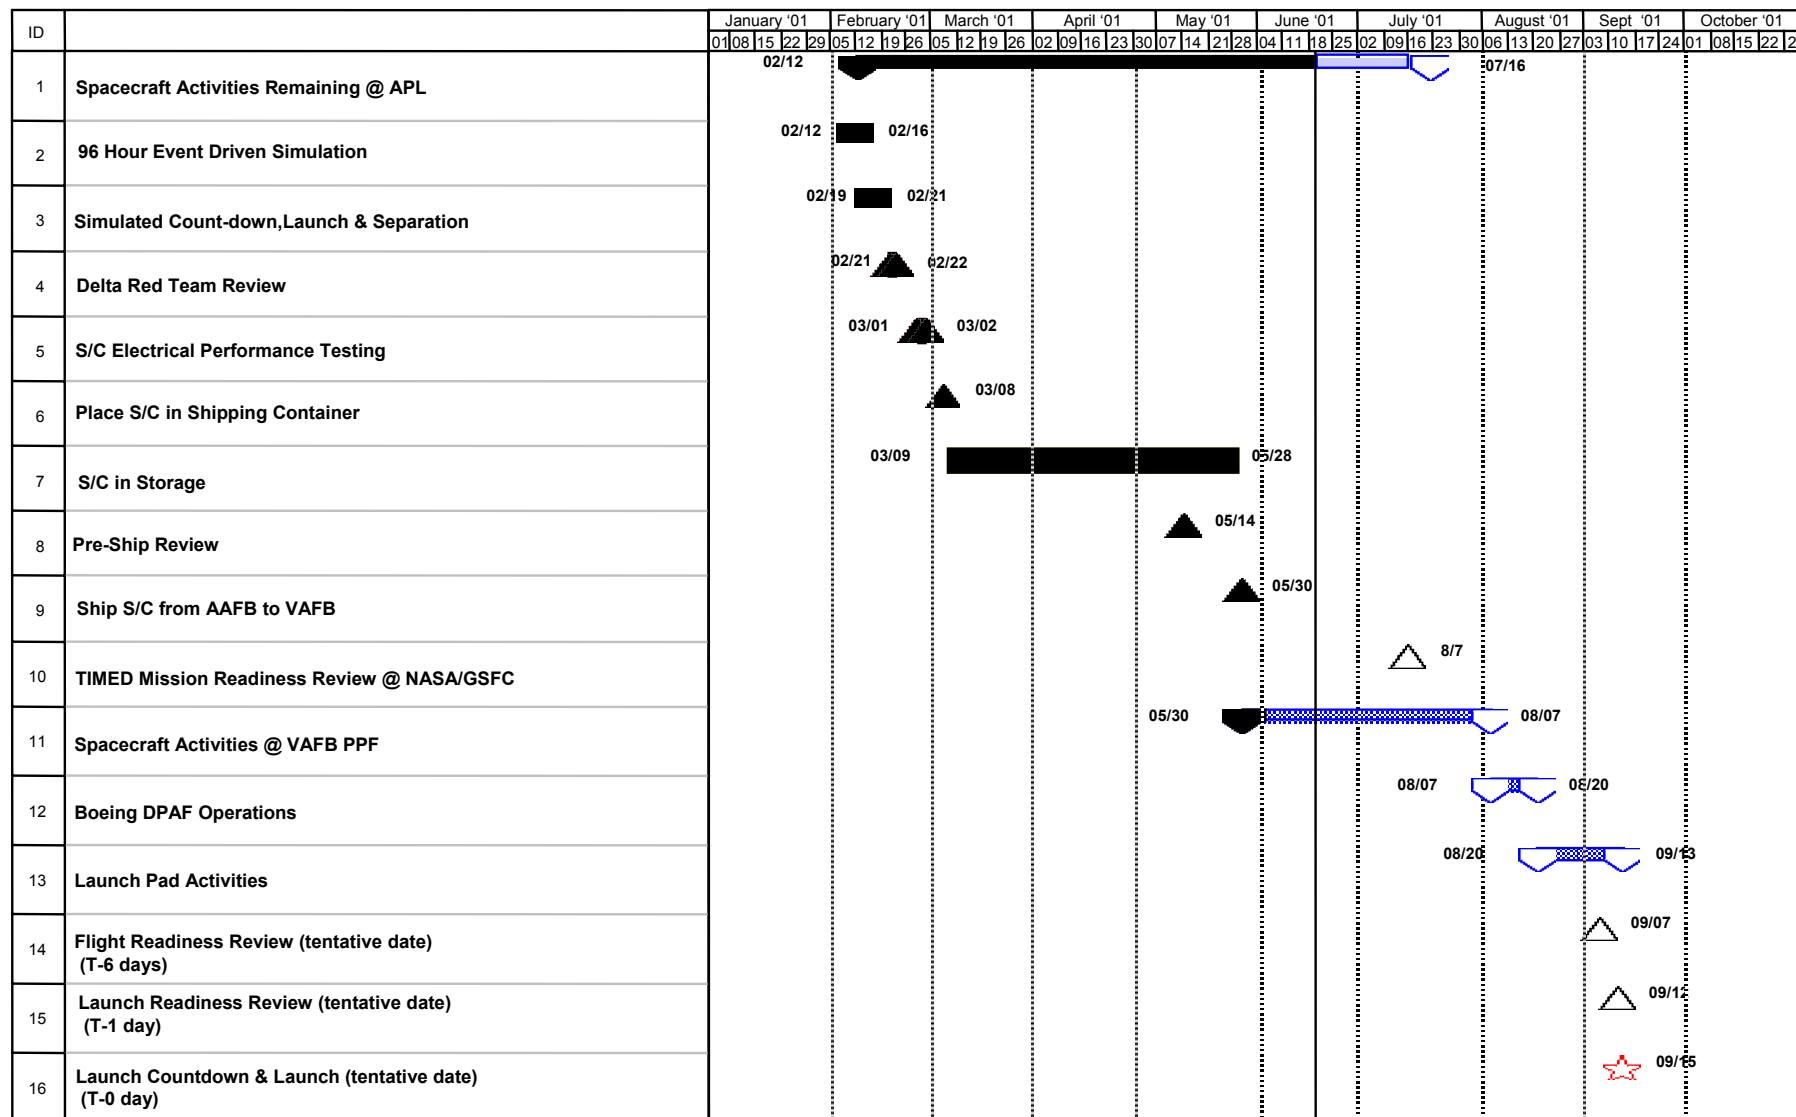 ID
January '01 February '01 March '01 April '01 May '01 June '01 July '01 August '01 Sept '01 October '01
01 08 15 22 29 05 12 19 26 05 12 19 26 02 09 16 23 30 07 14 21 28 04 11 18 25 02 09 16 23 30 06 13 20 27 03 10 17 24 01 08 15 22
1 Spacecraft Activities Remaining @ APL 02/12 07/16
2 96 Hour Event Driven Simulation 02/12 02/16
3 Simulated Count-down,Launch & Separation 02/19 02/21
4 Delta Red Team Review 02/21 02/22
5 S/C Electrical Performance Testing 03/01 03/02
6 Place S/C in Shipping Container 03/08
7 S/C in Storage 03/09 05/28
8 Pre-Ship Review 05/14
9 Ship S/C from AAFB to VAFB 05/30
10 TIMED Mission Readiness Review @ NASA/GSFC 8/7
11 Spacecraft Activities @ VAFB PPF 05/30 08/07
12 Boeing DPAF Operations 08/07 08/20
13 Launch Pad Activities 08/20 09/13
14 Flight Readiness Review (tentative date) 09/07
(T-6 days)
15 Launch Readiness Review (tentative date) 09/12
(T-1 day)
16 Launch Countdown & Launch (tentative date) 09/15
(T-0 day)